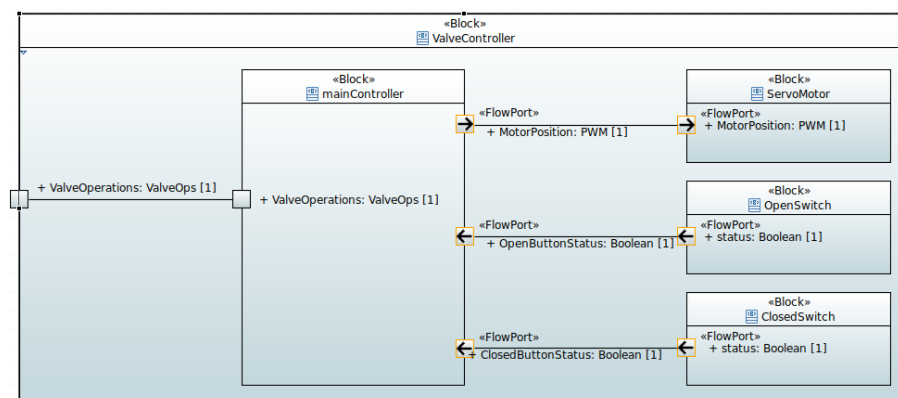 «Block»
ValveController
«Block»
mainController
«Block»
ServoMotor
«FlowPort»
+ MotorPosition: PWM [1]
«FlowPort»
+ MotorPosition: PWM [1]
+ ValveOperations: ValveOps [1]
+ ValveOperations: ValveOps [1]
«Block»
OpenSwitch
«FlowPort»
+ OpenButtonStatus: Boolean [1]
«FlowPort»
+ status: Boolean [1]
«Block»
ClosedSwitch
«FlowPort»
+ ClosedButtonStatus: Boolean [1]
«FlowPort»
+ status: Boolean [1]